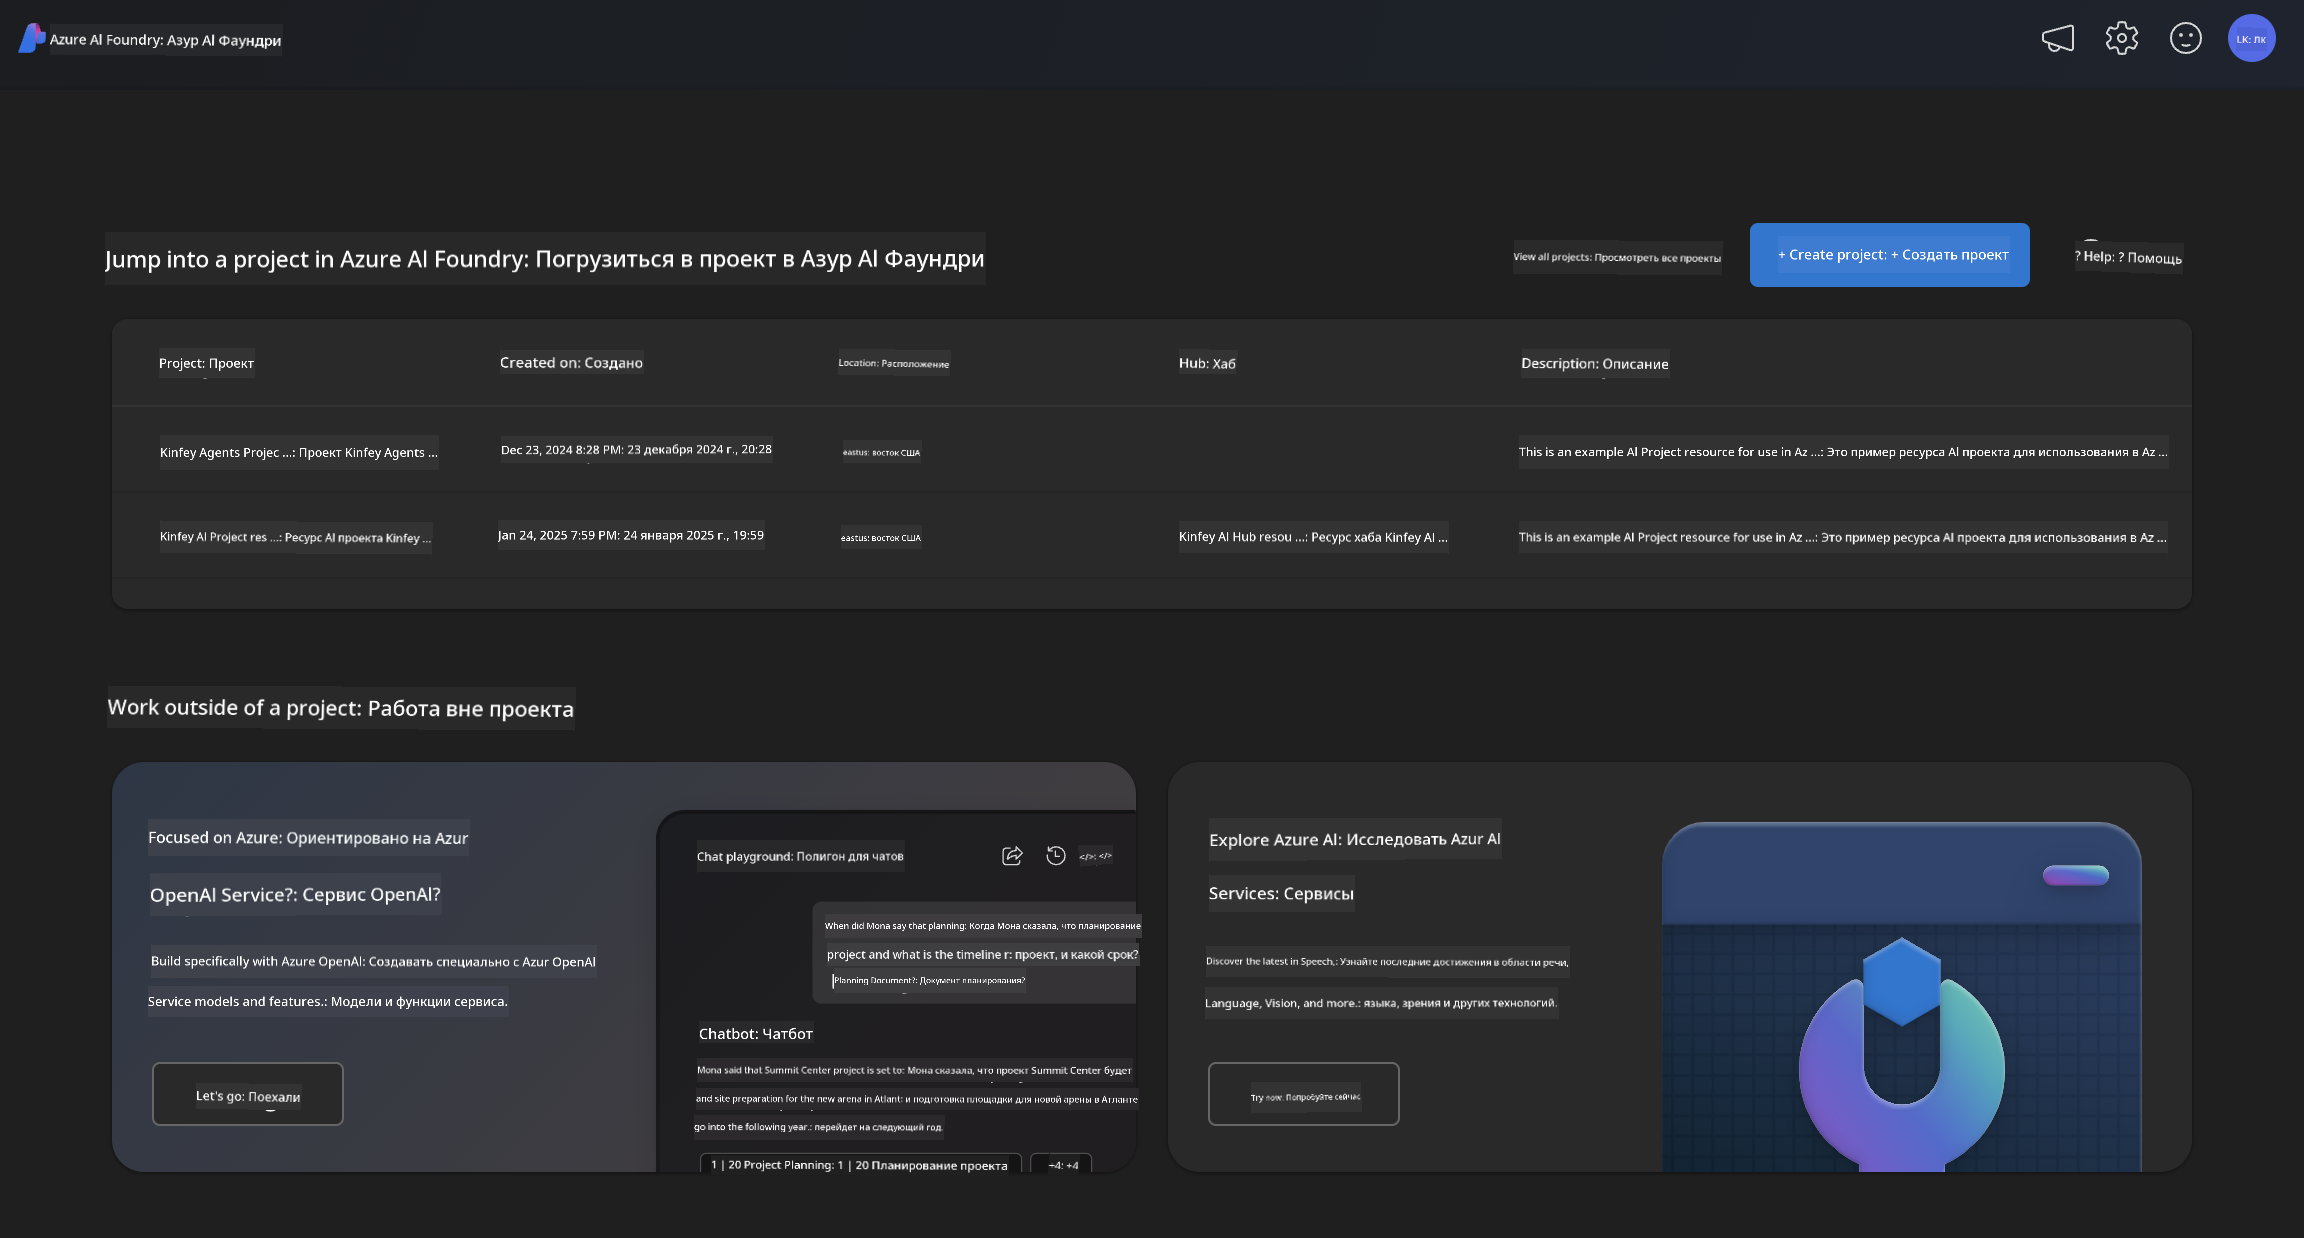 Azure AI Foundry: Азур AI Фаундри
LK: лк
Jump into a project in Azure AI Foundry: Погрузиться в проект в Азур AI Фаундри
View all projects: Просмотреть все проекты
+ Create project: + Создать проект
? Help: ? Помощь
Project: Проект
Created on: Создано
Location: Расположение
Hub: Хаб
Description: Описание
Kinfey Agents Projec ...: Проект Kinfey Agents ...
Dec 23, 2024 8:28 PM: 23 декабря 2024 г., 20:28
eastus: восток США
This is an example AI Project resource for use in Az ...: Это пример ресурса AI проекта для использования в Az ...
Kinfey AI Project res ...: Ресурс AI проекта Kinfey ...
Jan 24, 2025 7:59 PM: 24 января 2025 г., 19:59
eastus: восток США
Kinfey AI Hub resou ...: Ресурс хаба Kinfey AI ...
This is an example AI Project resource for use in Az ...: Это пример ресурса AI проекта для использования в Az ...
Work outside of a project: Работа вне проекта
Focused on Azure: Ориентировано на Azur
OpenAI Service?: Сервис OpenAI?
Build specifically with Azure OpenAI: Создавать специально с Azur OpenAI
Service models and features.: Модели и функции сервиса.
Let's go: Поехали
Chat playground: Полигон для чатов
</>: </>
When did Mona say that planning: Когда Мона сказала, что планирование
project and what is the timeline r: проект, и какой срок?
Planning Document?: Документ планирования?
Chatbot: Чатбот
Mona said that Summit Center project is set to: Мона сказала, что проект Summit Center будет
and site preparation for the new arena in Atlant: и подготовка площадки для новой арены в Атланте
go into the following year.: перейдет на следующий год.
1 | 20 Project Planning: 1 | 20 Планирование проекта
+4: +4
Explore Azure AI: Исследовать Azur AI
Services: Сервисы
Discover the latest in Speech,: Узнайте последние достижения в области речи,
Language, Vision, and more.: языка, зрения и других технологий.
Try now: Попробуйте сейчас